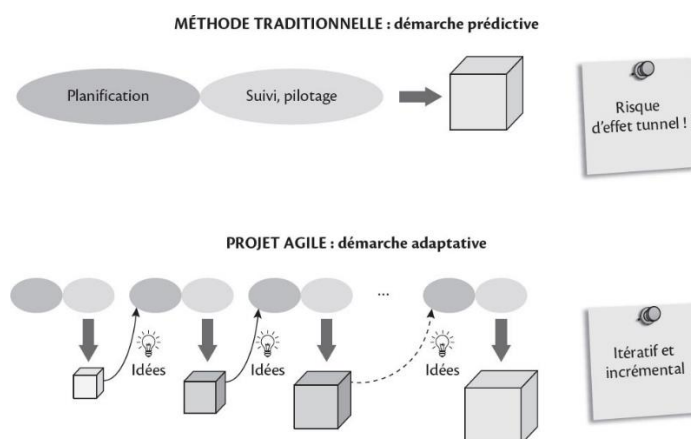 MÉTHODE TRADITIONNELLE : démarche prédictive
Planification
Suivi, pilotage
Risque
d'effet tunnel !
PROJET AGILE : démarche adaptative
...
Idées
Idées
Idées
Itératif et
incrémental